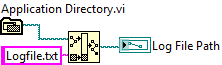 Application Directory.vi
Logfile.txt
Log File Path